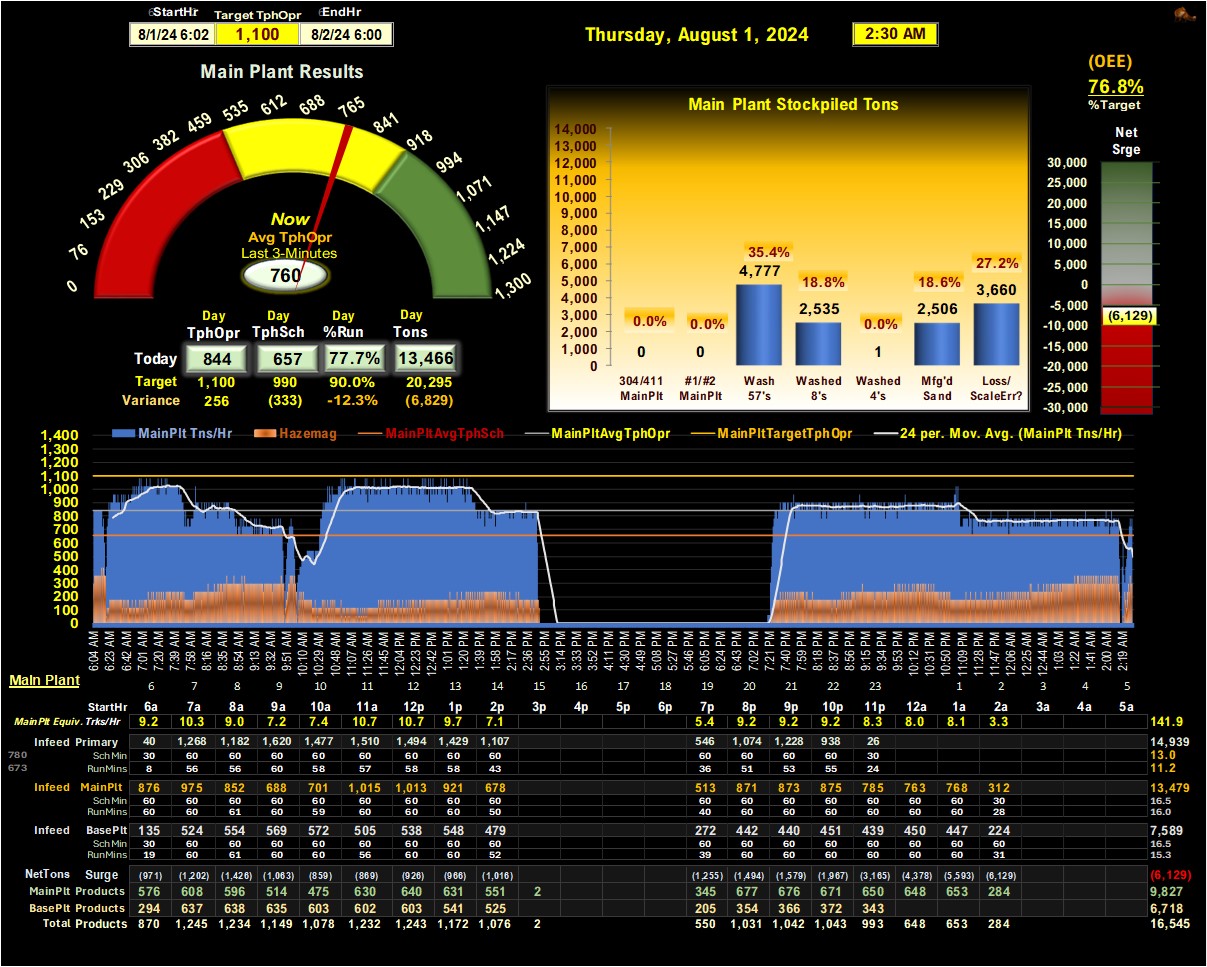 StartHr Target TphOpr EndHr
8/1/24 6:02 1,100 8/2/24 6:00
Thursday, August 1, 2024 2:30 AM
(OEE)
76.8%
%Target
Main Plant Results
0 76 153 229 306 382 459 535 612 688 765 841 918 994 1,071 1,147 1,224 1,300
Now
Avg TphOpr
Last 3-Minutes
760
Day Day Day Day
TphOpr TphSch %Run Tons
Today 844 657 77.7% 13,466
Target 1,100 990 90.0% 20,295
Variance 256 (333) -12.3% (6,829)
Main Plant Stockpiled Tons
14,000
13,000
12,000
11,000
10,000
9,000
8,000
7,000
6,000
5,000
4,000
3,000
2,000
1,000
0
0.0% 0.0% 35.4% 18.8% 0.0% 18.6% 27.2%
0 0 4,777 2,535 1 2,506 3,660
304/411 #1/#2 Wash Washed Washed Mfg'd Loss/
MainPlt MainPlt 57's 8's 4's Sand ScaleErr?
Net
Srge
30,000
25,000
20,000
15,000
10,000
5,000
0
-5,000
(6,129)
-10,000
-15,000
-20,000
-25,000
-30,000
MainPlt Tns/Hr Hazemag MainPltAvgTphSch MainPltAvgTphOpr MainPltTargetTphOpr 24 per. Mov. Avg. (MainPlt Tns/Hr)
1,400
1,300
1,200
1,100
1,000
900
800
700
600
500
400
300
200
100
0
6:04 AM 6:23 AM 6:42 AM 7:01 AM 7:20 AM 7:39 AM 7:58 AM 8:16 AM 8:35 AM 8:54 AM 9:13 AM 9:32 AM 9:51 AM 10:10 AM 10:29 AM 10:48 AM 11:07 AM 11:26 AM 11:45 AM 12:04 PM 12:23 PM 12:42 PM 1:01 PM 1:20 PM 1:39 PM 1:58 PM 2:17 PM 2:36 PM 2:55 PM 3:14 PM 3:33 PM 3:52 PM 4:11 PM 4:30 PM 4:49 PM 5:08 PM 5:27 PM 5:46 PM 6:05 PM 6:24 PM 6:43 PM 7:02 PM 7:21 PM 7:40 PM 7:59 PM 8:18 PM 8:37 PM 8:56 PM 9:15 PM 9:34 PM 9:53 PM 10:12 PM 10:31 PM 10:50 PM 11:09 PM 11:28 PM 11:47 PM 12:06 AM 12:25 AM 12:44 AM 1:03 AM 1:22 AM 1:41 AM 2:00 AM 2:19 AM
Main Plant
6 7 8 9 10 11 12 13 14 15 16 17 18 19 20 21 22 23 1 2 3 4 5
StartHr 6a 7a 8a 9a 10a 11a 12p 1p 2p 3p 4p 5p 6p 7p 8p 9p 10p 11p 12a 1a 2a 3a 4a 5a
MainPlt Equiv. Trks/Hr 9.2 10.3 9.0 7.2 7.4 10.7 10.7 9.7 7.1 5.4 9.2 9.2 9.2 8.3 8.0 8.1 3.3 141.9
Infeed Primary 40 1,268 1,182 1,620 1,477 1,510 1,494 1,429 1,107 546 1,074 1,228 938 26 14,939
780 SchMin 30 60 60 60 60 60 60 60 60 60 60 60 60 30 13.0
673 RunMins 8 56 56 60 58 57 58 58 43 36 51 53 55 24 11.2
Infeed MainPlt 876 975 852 688 701 1,015 1,013 921 678 513 871 873 875 785 763 768 312 13,479
SchMin 60 60 60 60 60 60 60 60 60 60 60 60 60 60 60 60 30 16.5
RunMins 60 60 61 60 59 60 60 60 50 40 60 60 60 60 60 60 28 16.0
Infeed BasePlt 135 524 554 569 572 505 538 548 479 272 442 440 451 439 450 447 224 7,589
SchMin 30 60 60 60 60 60 60 60 60 60 60 60 60 60 60 60 60 16.5
RunMins 19 60 61 60 60 56 60 60 52 39 60 60 60 60 60 60 31 15.3
NetTons Surge (971) (1,202) (1,426) (1,063) (859) (869) (926) (966) (1,016) (1,255) (1,494) (1,579) (1,967) (3,165) (4,378) (5,593) (6,129) (6,129)
MainPlt Products 576 608 596 514 475 630 640 631 551 2 345 677 676 671 650 648 653 284 9,827
BasePlt Products 294 637 638 635 603 602 603 541 525 205 354 366 372 343 6,718
Total Products 870 1,245 1,234 1,149 1,078 1,232 1,243 1,172 1,076 2 550 1,031 1,042 1,043 993 648 653 284 16,545